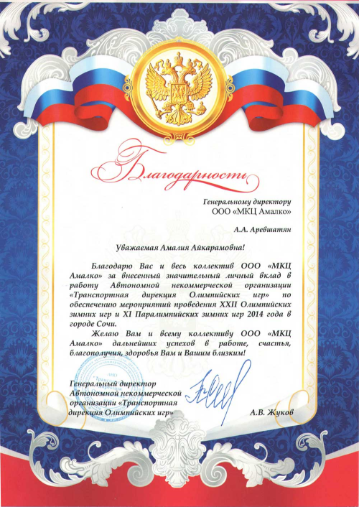 Благодарность
Генеральному директору
ООО «МКЦ Амалко»
А.А. Аревшатян
Уважаемая Амалия Айкарамовна!
Благодарю Вас и весь коллектив ООО «МКЦ
Амалко» за внесенный значительный личный вклад в
работу Автономной некоммерческой организации
«Транспортная дирекция Олимпийских игр» по
обеспечению мероприятий проведения XXII Олимпийских
зимних игр и XI Паралимпийских зимних игр 2014 года в
городе Сочи.
Желаю Вам и всему коллективу ООО «МКЦ
Амалко» дальнейших успехов в работе, счастья,
благополучия, здоровья Вам и Вашим близким!
Генеральный директор
Автономной некоммерческой
организации «Транспортная
дирекция Олимпийских игр»
А.В. Жуков